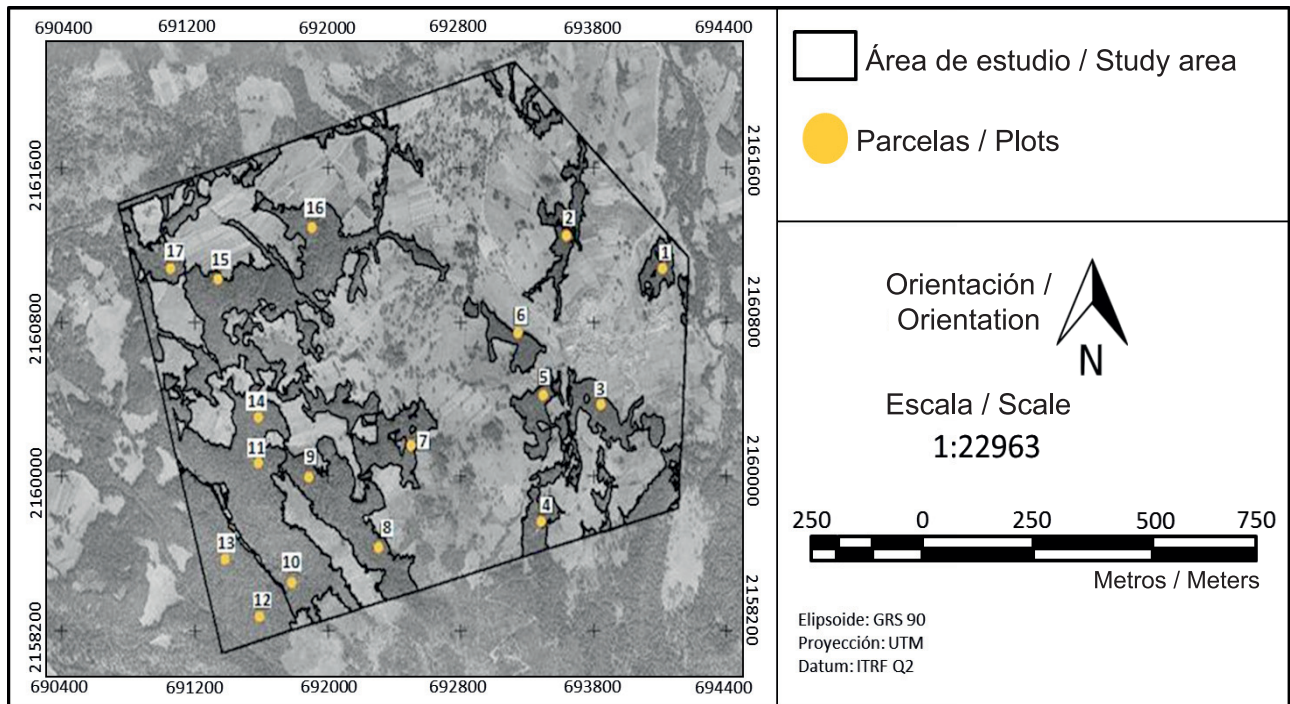 690400 691200 692000 692800 693800 694400
2161600
2160800
2160000
2158200
2161600
2160800
2160000
2158200
16
2
17
15
1
6
5
3
14
7
11
9
8
4
13
10
12
690400 691200 692000 692800 693800 694400
Área de estudio / Study area
Parcelas / Plots
Orientación /
Orientation
N
Escala / Scale
1:22963
250 0 250 500 750
Metros / Meters
Elipsoide: GRS 90
Proyección: UTM
Datum: ITRF Q2